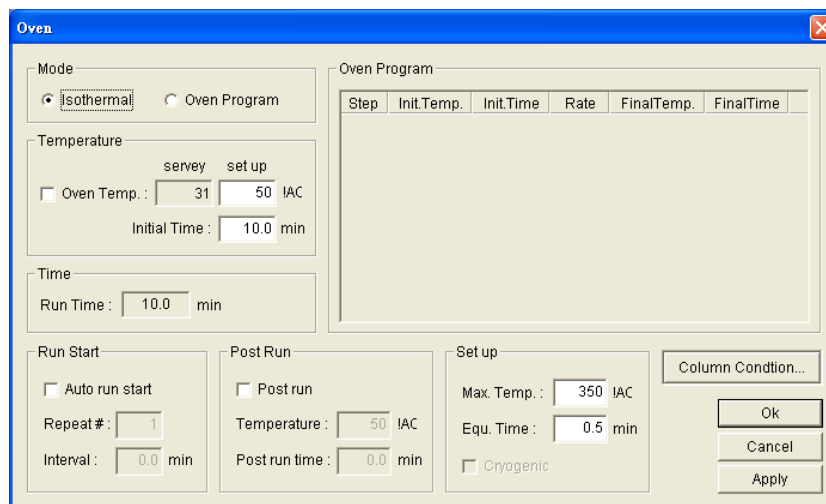 Oven
Mode
Isothermal Oven Program
Temperature
servey set up
Oven Temp. : 31 50 !AC
Initial Time : 10.0 min
Time
Run Time : 10.0 min
Oven Program
Step Init.Temp. Init.Time Rate FinalTemp. FinalTime
Run Start
Auto run start
Repeat # : 1
Interval : 0.0 min
Post Run
Post run
Temperature : 50 !AC
Post run time : 0.0 min
Set up
Max. Temp. : 350 !AC
Equ. Time : 0.5 min
Cryogenic
Column Condtion...
Ok
Cancel
Apply